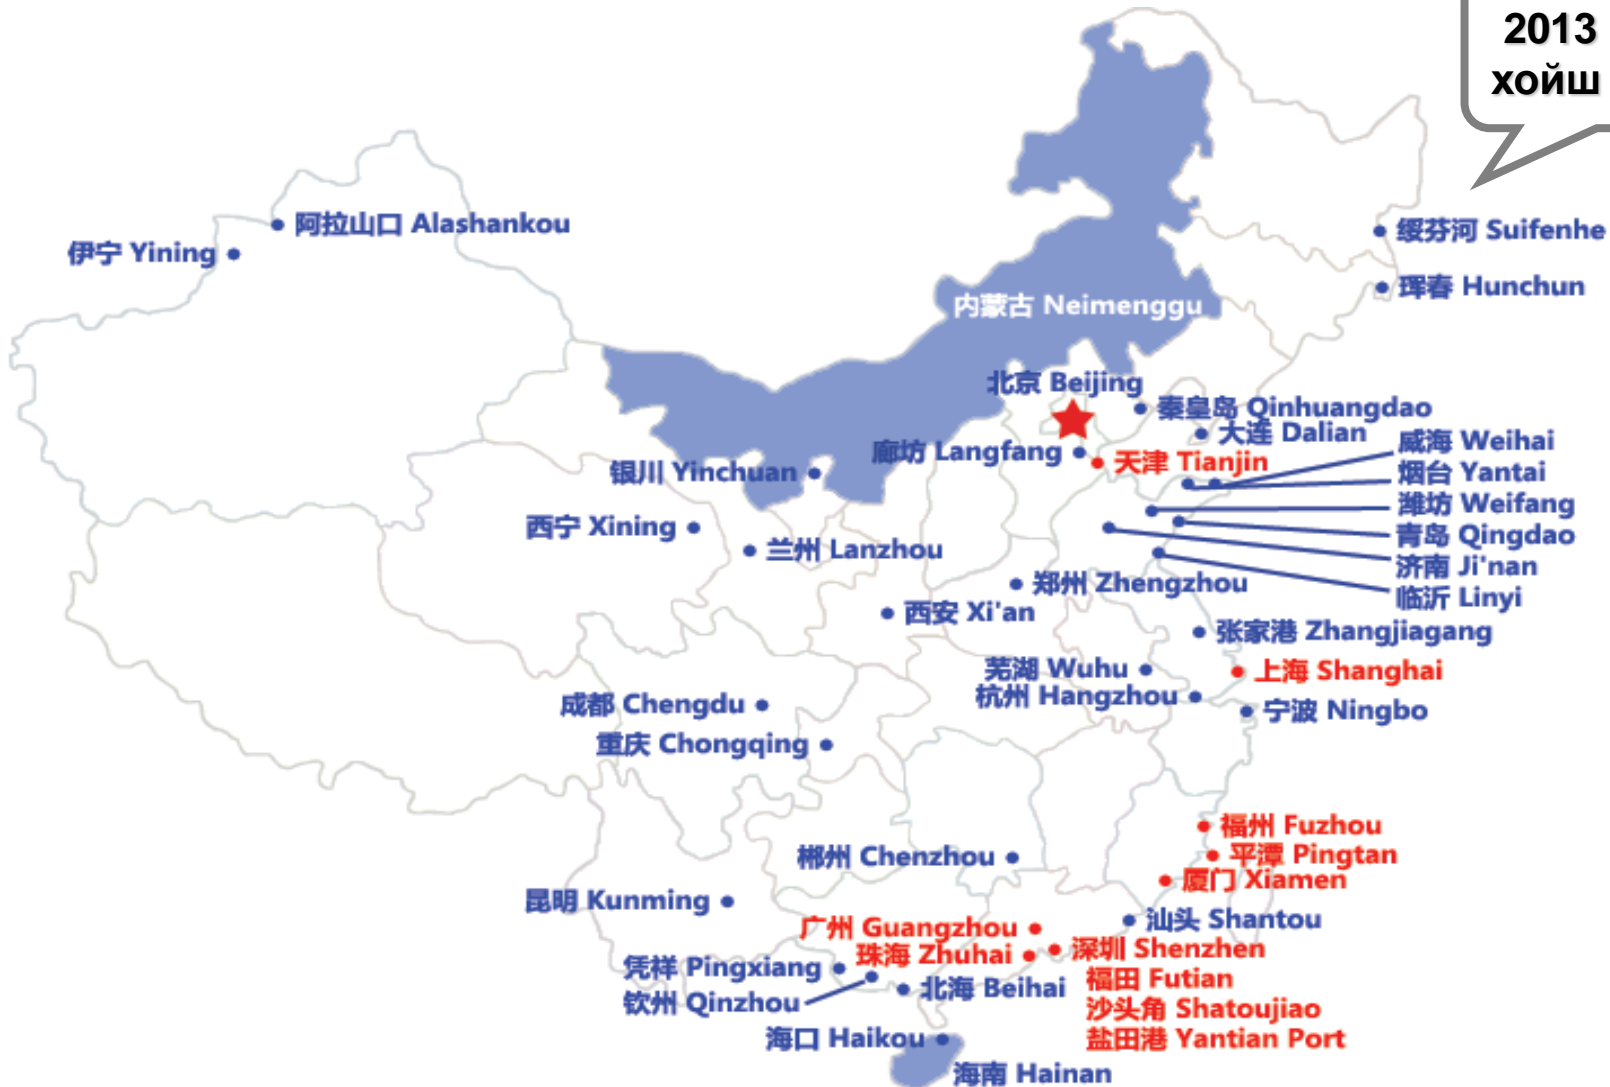 2013
хойш
阿拉山口 Alashankou
伊宁 Yining
绥芬河 Suifenhe
珲春 Hunchun
内蒙古 Neimenggu
北京 Beijing
秦皇岛 Qinhuangdao
大连 Dalian
威海 Weihai
廊坊 Langfang
天津 Tianjin
烟台 Yantai
银川 Yinchuan
潍坊 Weifang
西宁 Xining
青岛 Qingdao
兰州 Lanzhou
济南 Ji'nan
郑州 Zhengzhou
临沂 Linyi
西安 Xi'an
张家港 Zhangjiagang
芜湖 Wuhu
上海 Shanghai
杭州 Hangzhou
成都 Chengdu
宁波 Ningbo
重庆 Chongqing
福州 Fuzhou
郴州 Chenzhou
平潭 Pingtan
厦门 Xiamen
昆明 Kunming
汕头 Shantou
广州 Guangzhou
深圳 Shenzhen
珠海 Zhuhai
凭祥 Pingxiang
福田 Futian
北海 Beihai
钦州 Qinzhou
沙头角 Shatoujiao
海口 Haikou
盐田港 Yantian Port
海南 Hainan